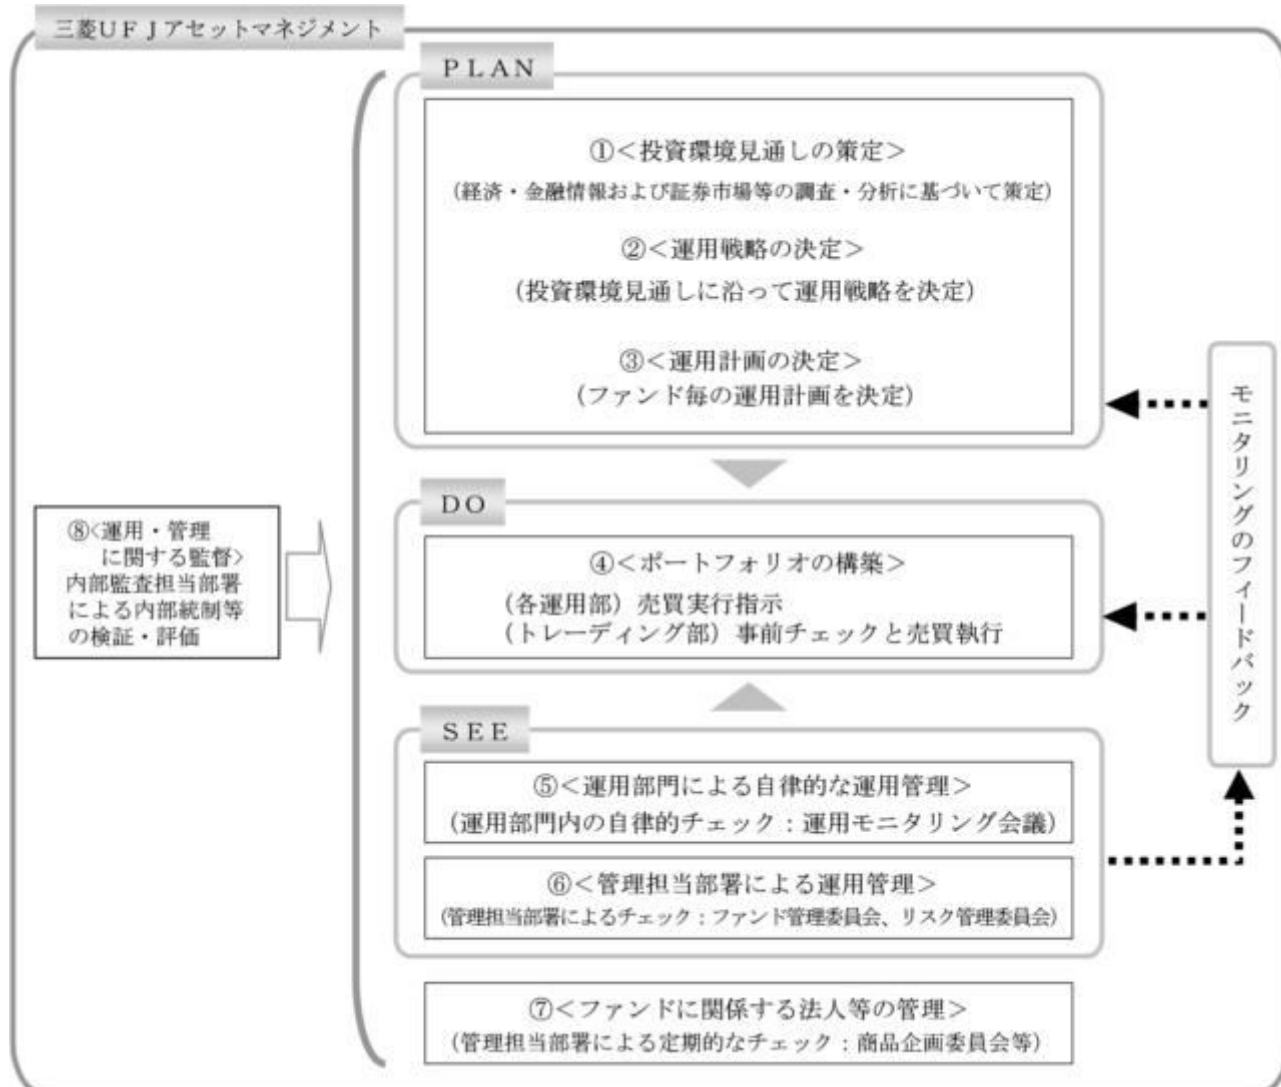 三菱ＵＦＪアセットマネジメント
ＰＬＡＮ
①＜投資環境見通しの策定＞
（経済・金融情報および証券市場等の調査・分析に基づいて策定）
②＜運用戦略の決定＞
（投資環境見通しに沿って運用戦略を決定）
③＜運用計画の決定＞
（ファンド毎の運用計画を決定）
ＤＯ
④＜ポートフォリオの構築＞
（各運用部）売買実行指示
（トレーディング部）事前チェックと売買執行
ＳＥＥ
⑤＜運用部門による自律的な運用管理＞
（運用部門内の自律的チェック：運用モニタリング会議）
⑥＜管理担当部署による運用管理＞
（管理担当部署によるチェック：ファンド管理委員会、リスク管理委員会）
⑦＜ファンドに関係する法人等の管理＞
（管理担当部署による定期的なチェック：商品企画委員会等）
⑧<運用・管理
に関する監督>
内部監査担当部署
による内部統制等
の検証・評価
モニタリングのフィードバック